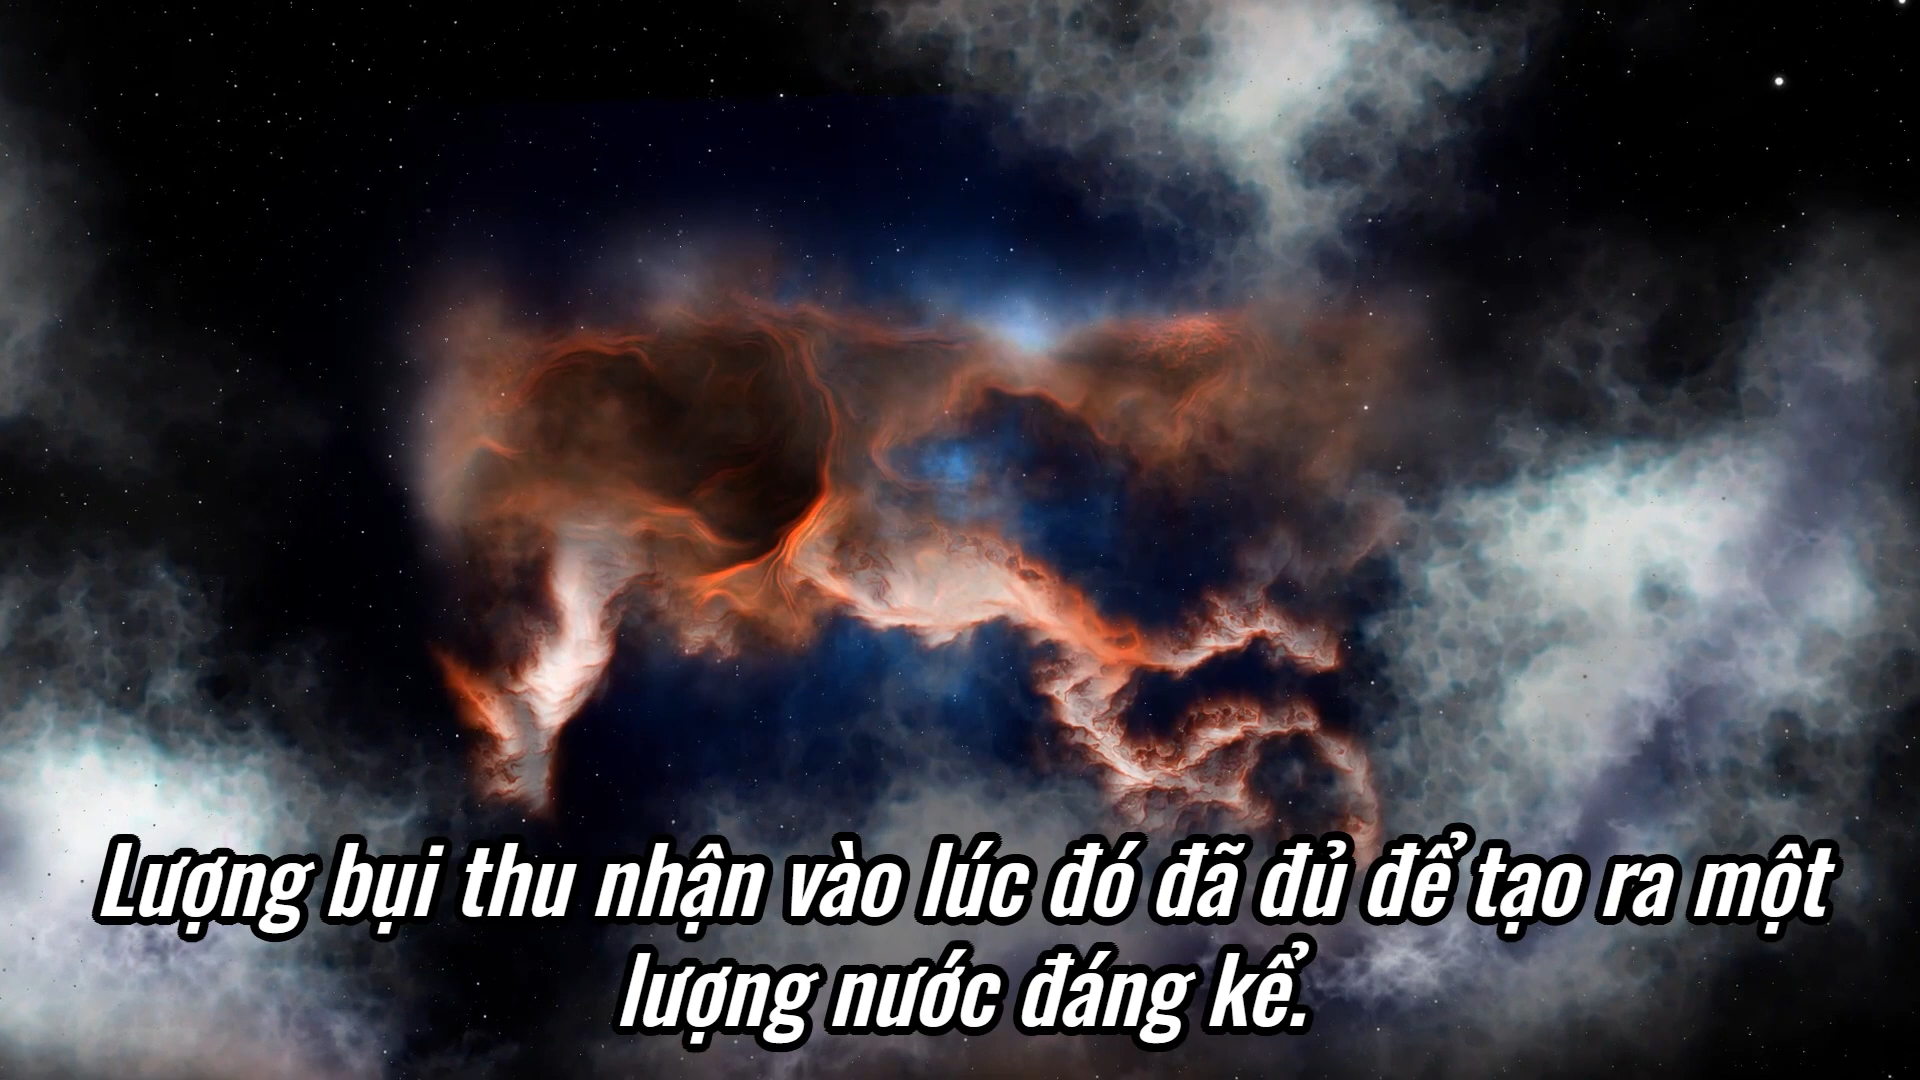 Lượng bụi thu nhận vào lúc đó đã đủ để tạo ra một
lượng nước đáng kể.